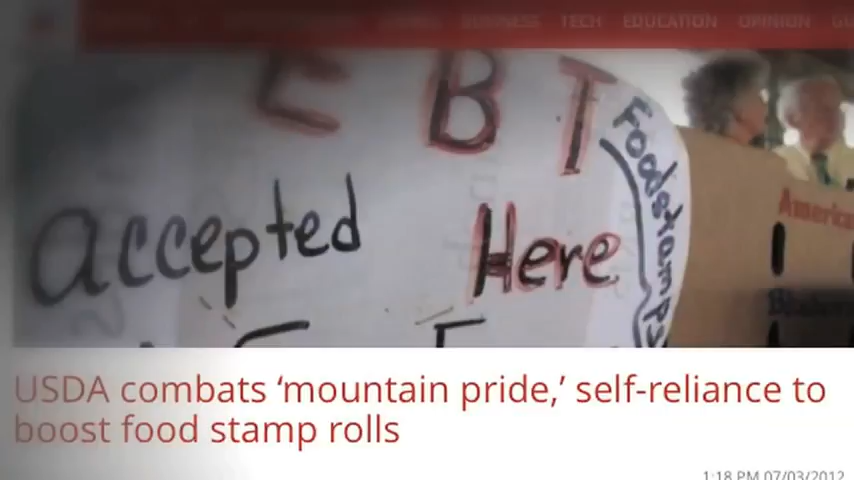 BUSINESS TECH EDUCATION OPINION
E B T
Foodstamps
accepted Here
America
USDA combats ‘mountain pride,’ self-reliance to
boost food stamp rolls
1:18 PM 07/03/2012